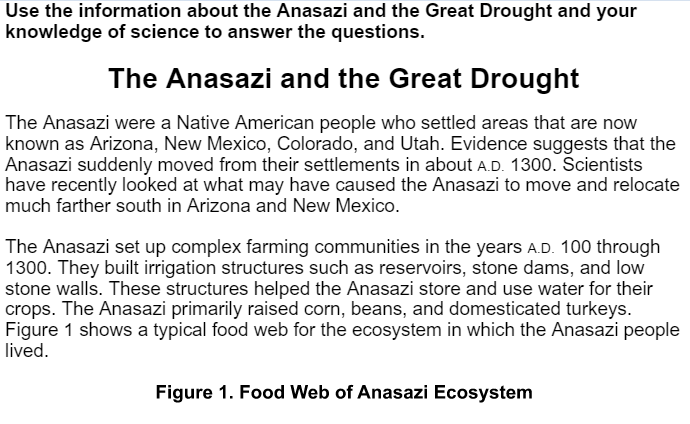 Use the information about the Anasazi and the Great Drought and your
knowledge of science to answer the questions.
The Anasazi and the Great Drought
The Anasazi were a Native American people who settled areas that are now
known as Arizona, New Mexico, Colorado, and Utah. Evidence suggests that the
Anasazi suddenly moved from their settlements in about A.D. 1300. Scientists
have recently looked at what may have caused the Anasazi to move and relocate
much farther south in Arizona and New Mexico.
The Anasazi set up complex farming communities in the years A.D. 100 through
1300. They built irrigation structures such as reservoirs, stone dams, and low
stone walls. These structures helped the Anasazi store and use water for their
crops. The Anasazi primarily raised corn, beans, and domesticated turkeys.
Figure 1 shows a typical food web for the ecosystem in which the Anasazi people
lived.
Figure 1. Food Web of Anasazi Ecosystem